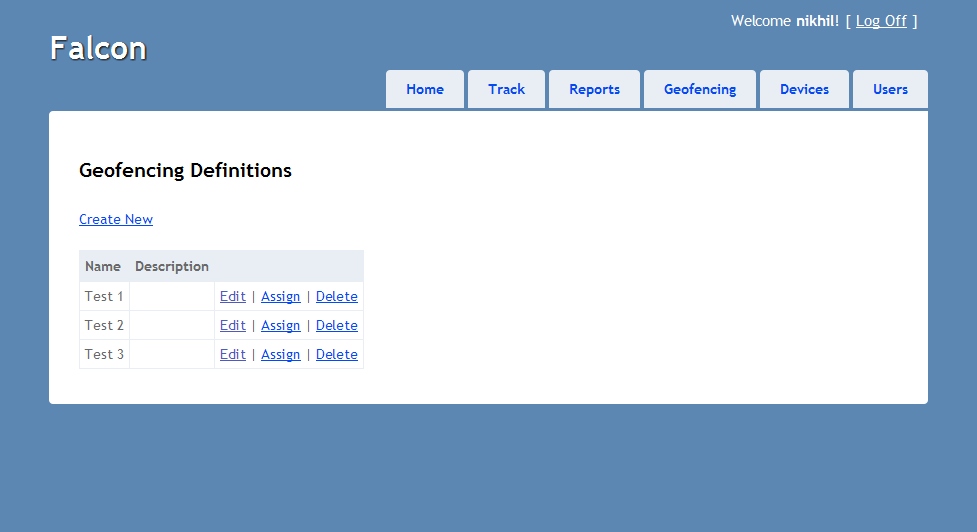 Welcome nikhil! [ Log Off ]
Falcon
Home Track Reports Geofencing Devices Users
Geofencing Definitions
Create New
Name Description
Test 1 Edit | Assign | Delete
Test 2 Edit | Assign | Delete
Test 3 Edit | Assign | Delete